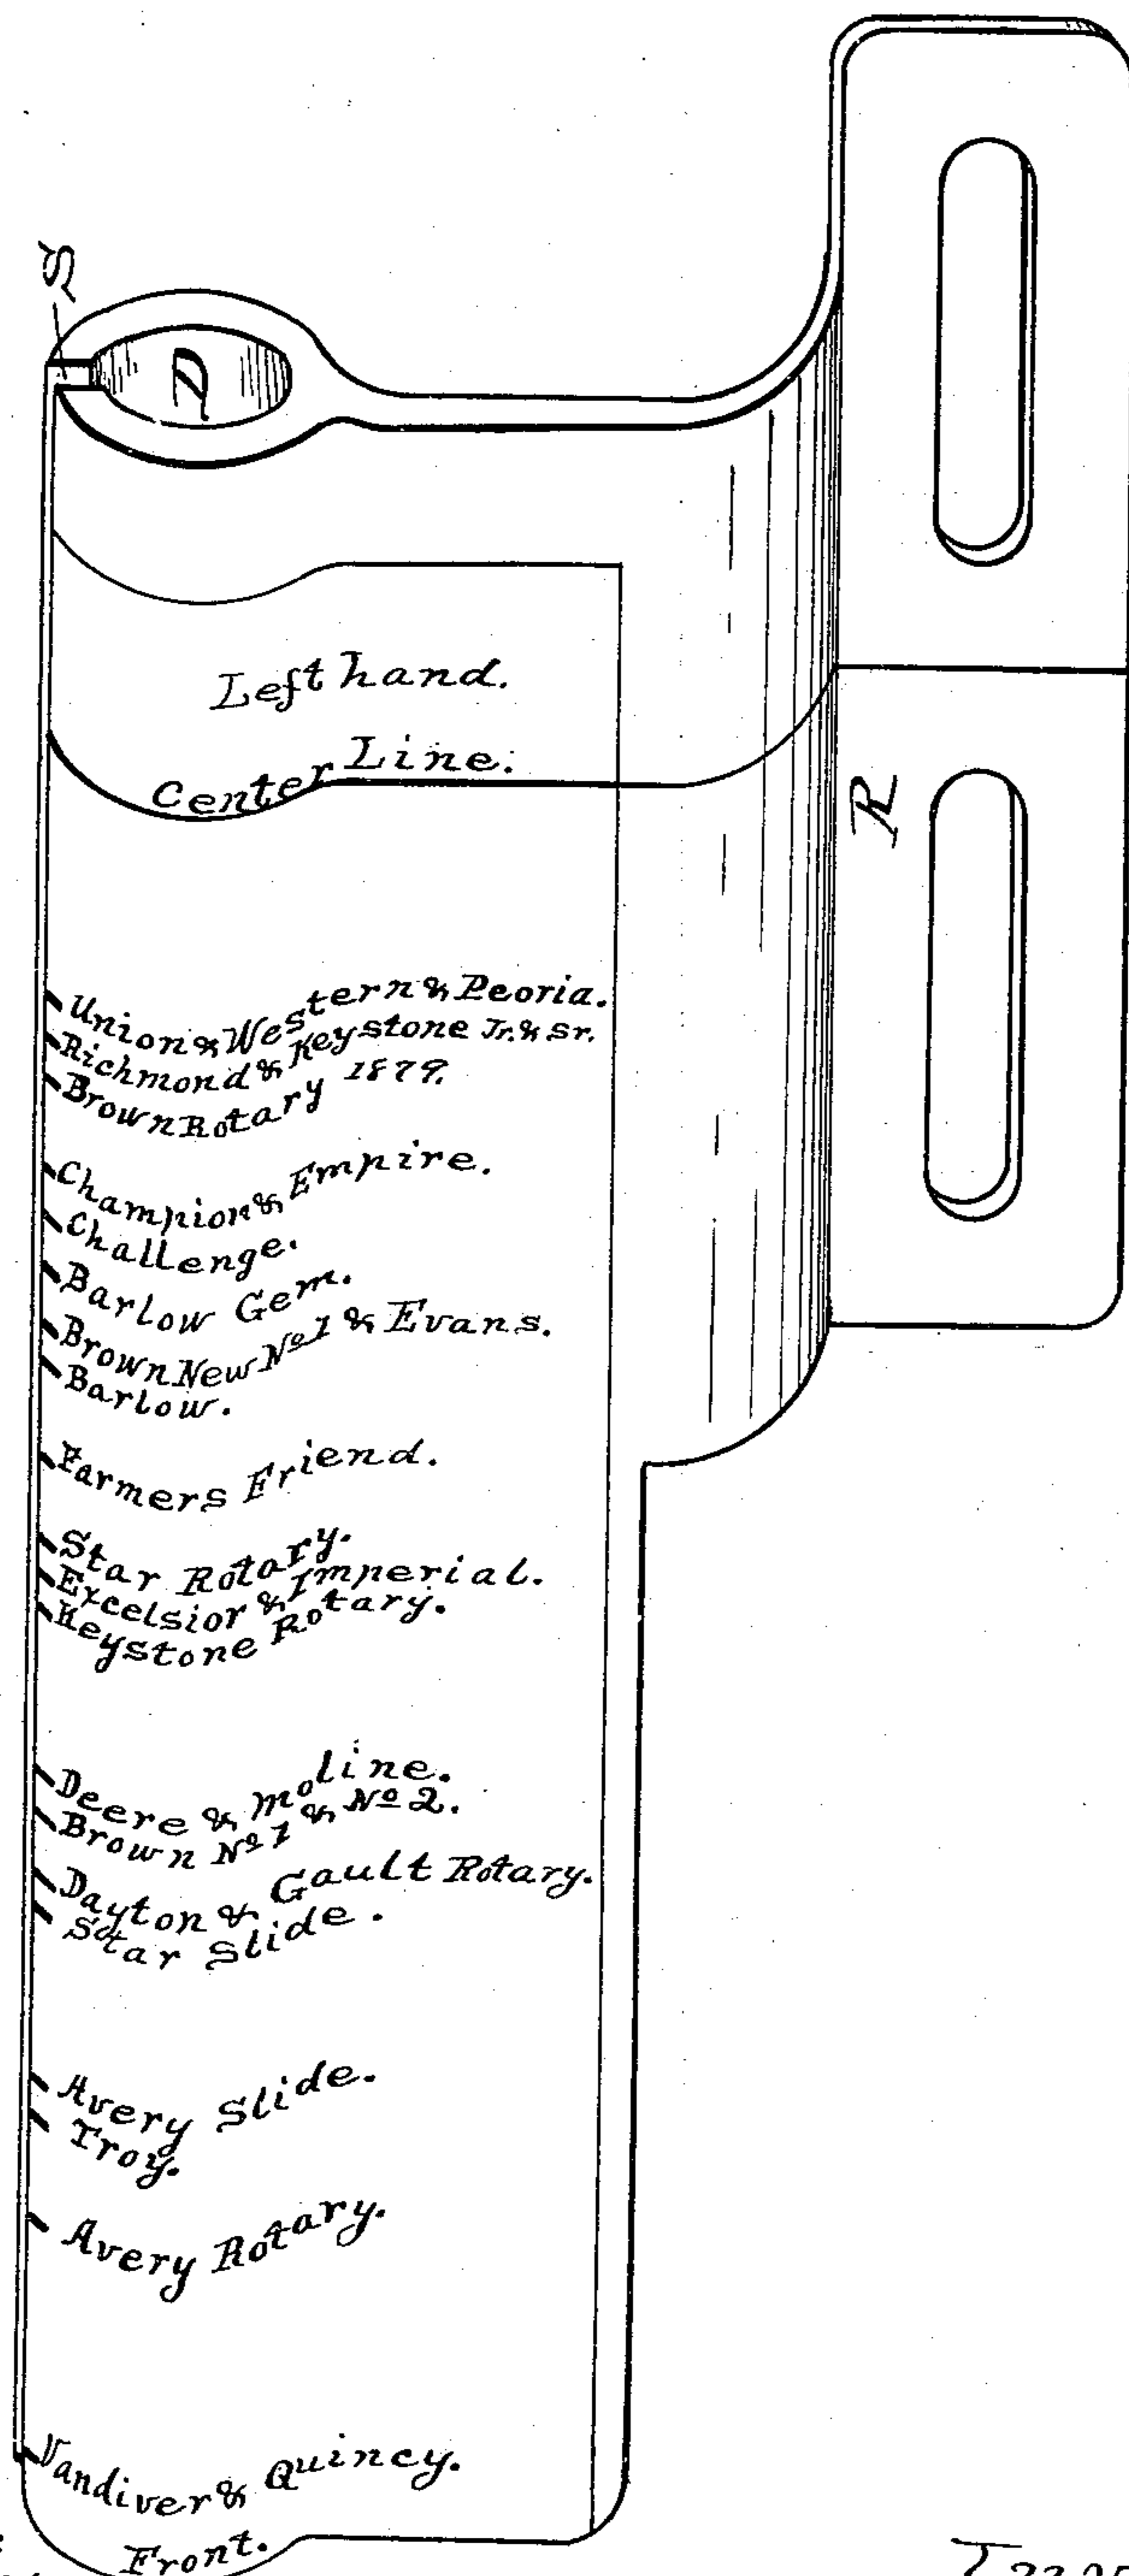 S
D
Left hand.
Center Line.
R
Union & Western & Peoria.
Richmond & Keystone Jr. & Sr.
Brown Rotary 1879.
Champion & Empire.
Challenge.
Barlow Gem.
Brown New No 1 & Evans.
Barlow.
Farmers Friend.
Star Rotary.
Excelsior & Imperial.
Keystone Rotary.
Deere & Moline.
Brown No 1 & No 2.
Dayton & Gault Rotary.
Star Slide.
Avery Slide.
Troy.
Avery Rotary.
Vandiver & Quincy.
Front.